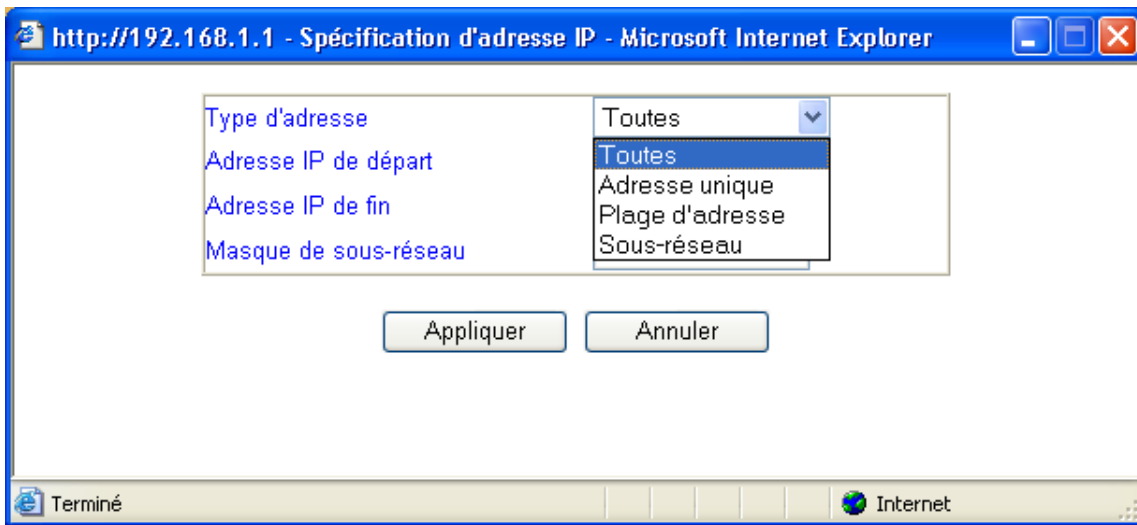 http://192.168.1.1 - Spécification d'adresse IP - Microsoft Internet Explorer
Type d'adresse
Toutes
Toutes
Adresse IP de départ
Adresse unique
Adresse IP de fin
Plage d'adresse
Masque de sous-réseau
Sous-réseau
Appliquer
Annuler
Terminé
Internet